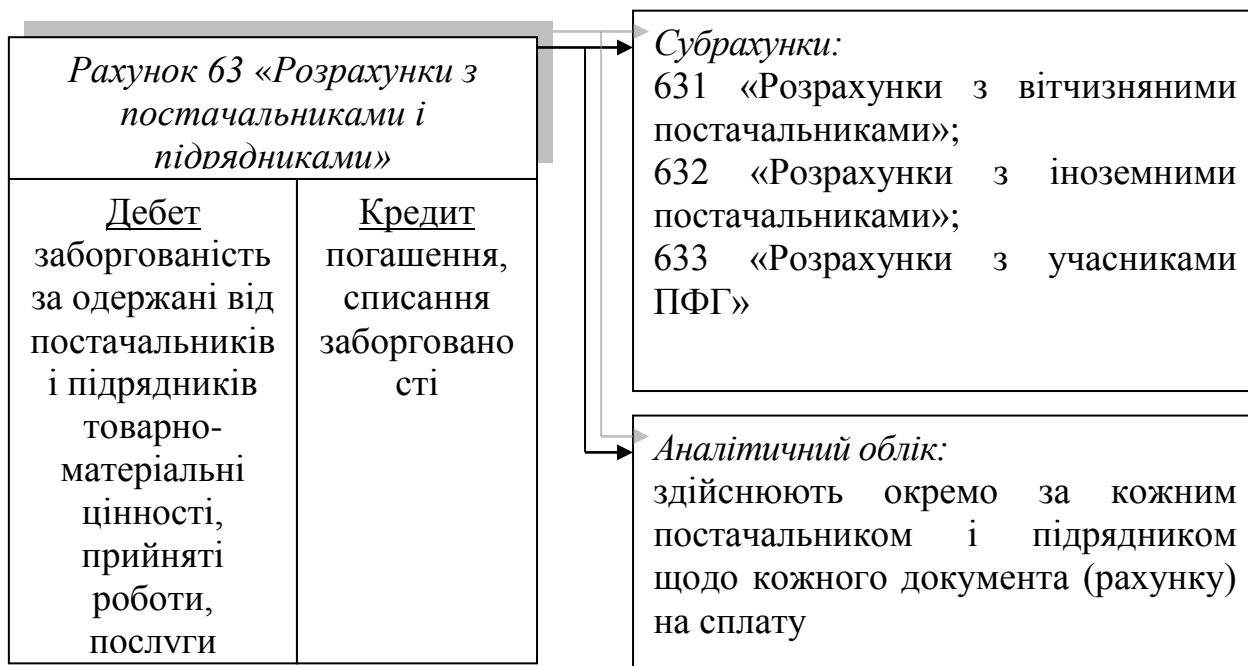 Рахунок 63 «Розрахунки з
постачальниками і
підрядниками»
Дебет
заборгованість
за одержані від
постачальників
і підрядників
товарно-
матеріальні
цінності,
прийняті
роботи,
послуги
Кредит
погашення,
списання
заборгованo
сті
Субрахунки:
631 «Розрахунки з вітчизняними
постачальниками»;
632 «Розрахунки з іноземними
постачальниками»;
633 «Розрахунки з учасниками
ПФГ»
Аналітичний облік:
здійснюють окремо за кожним
постачальником і підрядником
щодо кожного документа (рахунку)
на сплату